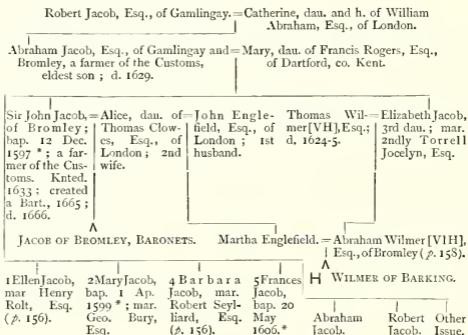 Robert Jacob, Esq., of Gamlingay.=Catherine, dau. and h. of William
Abraham, Esq., of London.
Abraham Jacob, Esq., of Gamlingay and=Mary, dau. of Francis Rogers, Esq.,
Bromley, a farmer of the Customs,
of Dartford, co. Kent.
eldest son ; d. 1629.
Sir John Jacob,=
of Bromley ;
bap. 12 Dec.
1597 * ; a far-
mer of the Cus-
toms. Knted.
1633 ; created
a Bart., 1665 ;
d. 1666.
Alice, dau. of=
Thomas Clow-
es, Esq., of
London ; 2nd
wife.
John Engle-
field, Esq., of
London ; 1st
husband.
Thomas Wil-=
mer[VH],Esq.;
d. 1624-5.
Elizabeth Jacob,
3rd dau. ; mar.
2ndly Torrell
Jocelyn, Esq.
JACOB OF BROMLEY, BARONETS.
Martha Englefield.=Abraham Wilmer [VIH],
Esq., of Bromley (p. 158).
WILMER OF BARKING.
1 Ellen Jacob,
mar Henry
Rolt, Esq.
(p. 156).
2 Mary Jacob,
bap. 1 Ap.
1599 * ; mar.
Geo. Bury,
Esq.
4 Barbara
Jacob, mar.
Robert Seyl-
liard, Esq.
(p. 156).
5 Frances
Jacob,
bap. 20
May
1606.*
Abraham
Jacob.
Robert
Jacob.
Other
Issue.